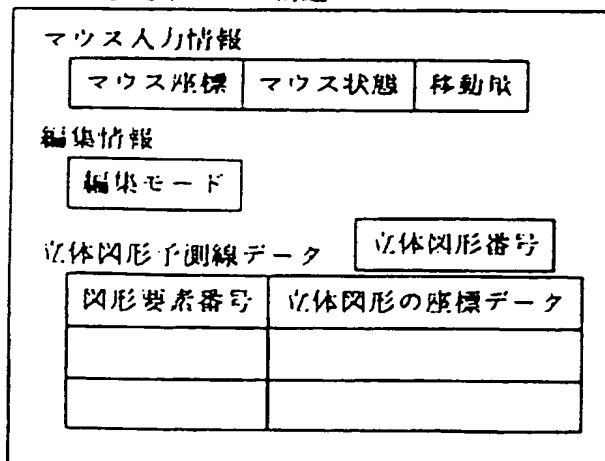 マウス入力情報
マウス座標 マウス状態 移動量
編集情報
編集モード
立体図形予測線データ 立体図形番号
図形要素番号 立体図形の座標データ